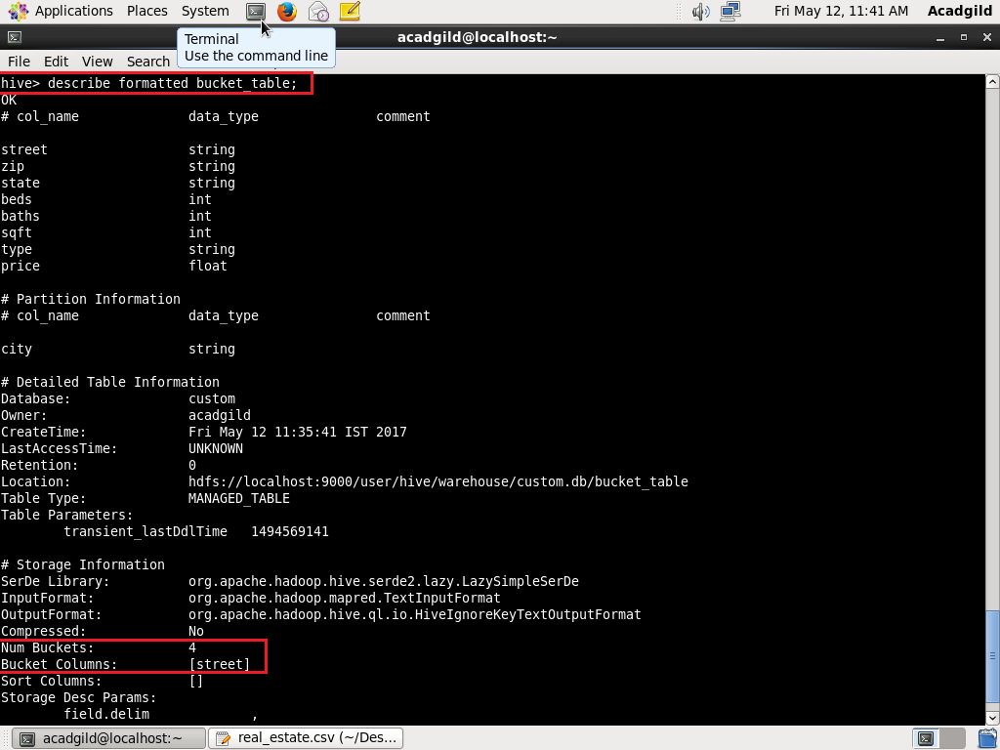 Applications Places System Fri May 12, 11:41 AM Acadgild
Terminal
Use the command line
acadgild@localhost:~
File Edit View Search
hive> describe formatted bucket_table;
OK
# col_name data_type comment
street string
zip string
state string
beds int
baths int
sqft int
type string
price float
# Partition Information
# col_name data_type comment
city string
# Detailed Table Information
Database: custom
Owner: acadgild
CreateTime: Fri May 12 11:35:41 IST 2017
LastAccessTime: UNKNOWN
Retention: 0
Location: hdfs://localhost:9000/user/hive/warehouse/custom.db/bucket_table
Table Type: MANAGED_TABLE
Table Parameters:
transient_lastDdlTime 1494569141
# Storage Information
SerDe Library: org.apache.hadoop.hive.serde2.lazy.LazySimpleSerDe
InputFormat: org.apache.hadoop.mapred.TextInputFormat
OutputFormat: org.apache.hadoop.hive.ql.io.HiveIgnoreKeyTextOutputFormat
Compressed: No
Num Buckets: 4
Bucket Columns: [street]
Sort Columns: []
Storage Desc Params:
field.delim ,
acadgild@localhost:~ real_estate.csv (~/Des...